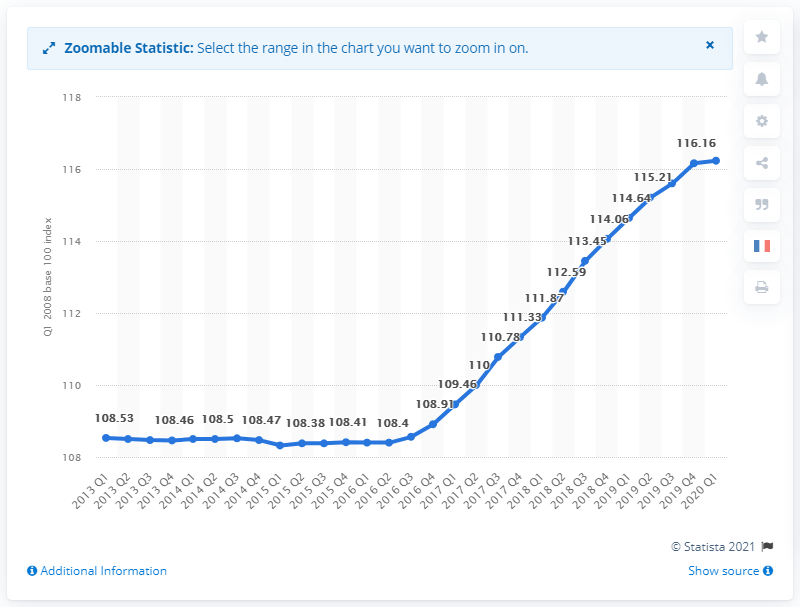 Zoomable Statistic: Select the range in the chart you want to zoom in on.
×
118
116
114
112
110
108
Q1 2008 base 100 index
108.53
108.46
108.5
108.47
108.38
108.41
108.4
108.91
109.46
110
110.78
111.33
111.87
112.59
113.45
114.06
114.64
115.21
116.16
2013 Q1
2013 Q2
2013 Q3
2013 Q4
2014 Q1
2014 Q2
2014 Q3
2014 Q4
2015 Q1
2015 Q2
2015 Q3
2015 Q4
2016 Q1
2016 Q2
2016 Q3
2016 Q4
2017 Q1
2017 Q2
2017 Q3
2017 Q4
2018 Q1
2018 Q2
2018 Q3
2018 Q4
2019 Q1
2019 Q2
2019 Q3
2019 Q4
2020 Q1
© Statista 2021
Additional Information
Show source